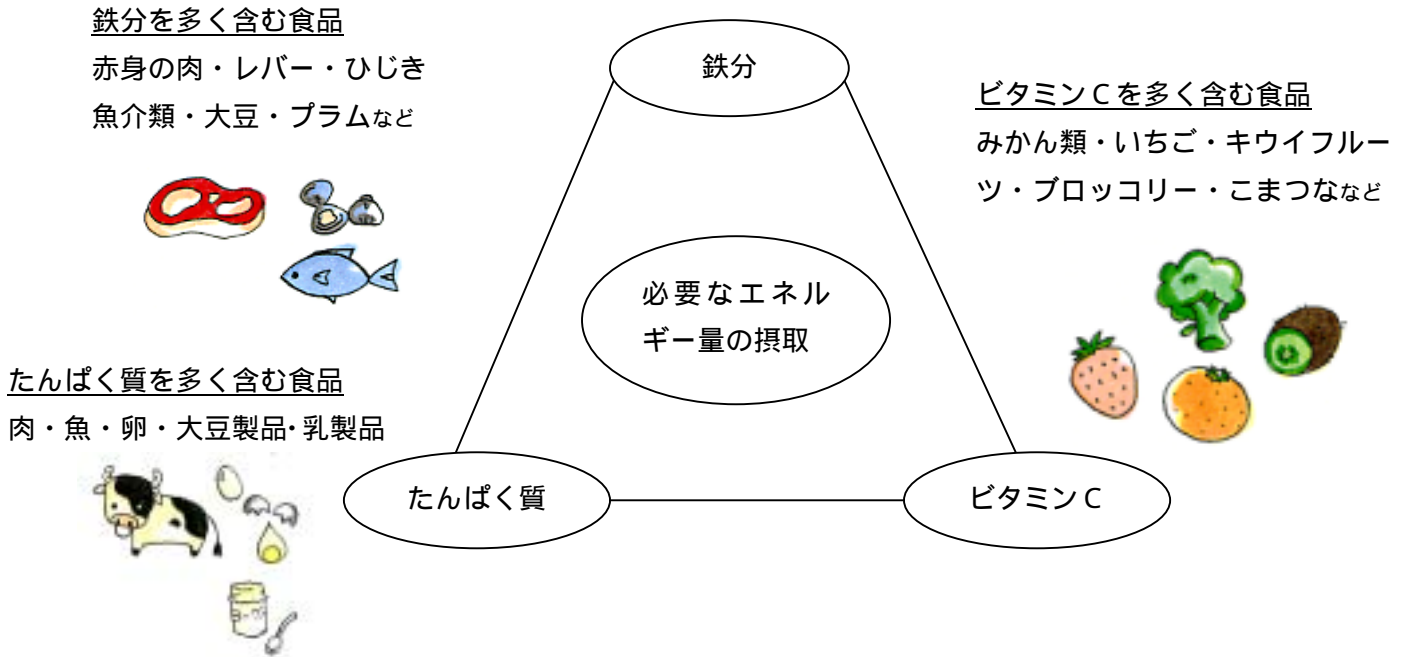 鉄分を多く含む食品
赤身の肉・レバー・ひじき
魚介類・大豆・プラムなど
鉄分
ビタミンCを多く含む食品
みかん類・いちご・キウイフルー
ツ・ブロッコリー・こまつななど
必要なエネル
ギー量の摂取
たんぱく質を多く含む食品
肉・魚・卵・大豆製品・乳製品
たんぱく質
ビタミンC